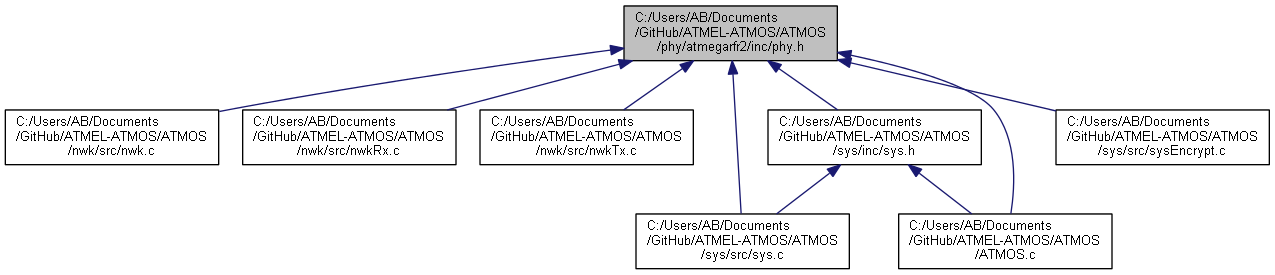 C:/Users/AB/Documents
/GitHub/ATMEL-ATMOS/ATMOS
/phy/atmegarfr2/inc/phy.h
C:/Users/AB/Documents
/GitHub/ATMEL-ATMOS/ATMOS
/nwk/src/nwk.c
C:/Users/AB/Documents
/GitHub/ATMEL-ATMOS/ATMOS
/nwk/src/nwkRx.c
C:/Users/AB/Documents
/GitHub/ATMEL-ATMOS/ATMOS
/nwk/src/nwkTx.c
C:/Users/AB/Documents
/GitHub/ATMEL-ATMOS/ATMOS
/sys/inc/sys.h
C:/Users/AB/Documents
/GitHub/ATMEL-ATMOS/ATMOS
/sys/src/sysEncrypt.c
C:/Users/AB/Documents
/GitHub/ATMEL-ATMOS/ATMOS
/sys/src/sys.c
C:/Users/AB/Documents
/GitHub/ATMEL-ATMOS/ATMOS
/ATMOS.c